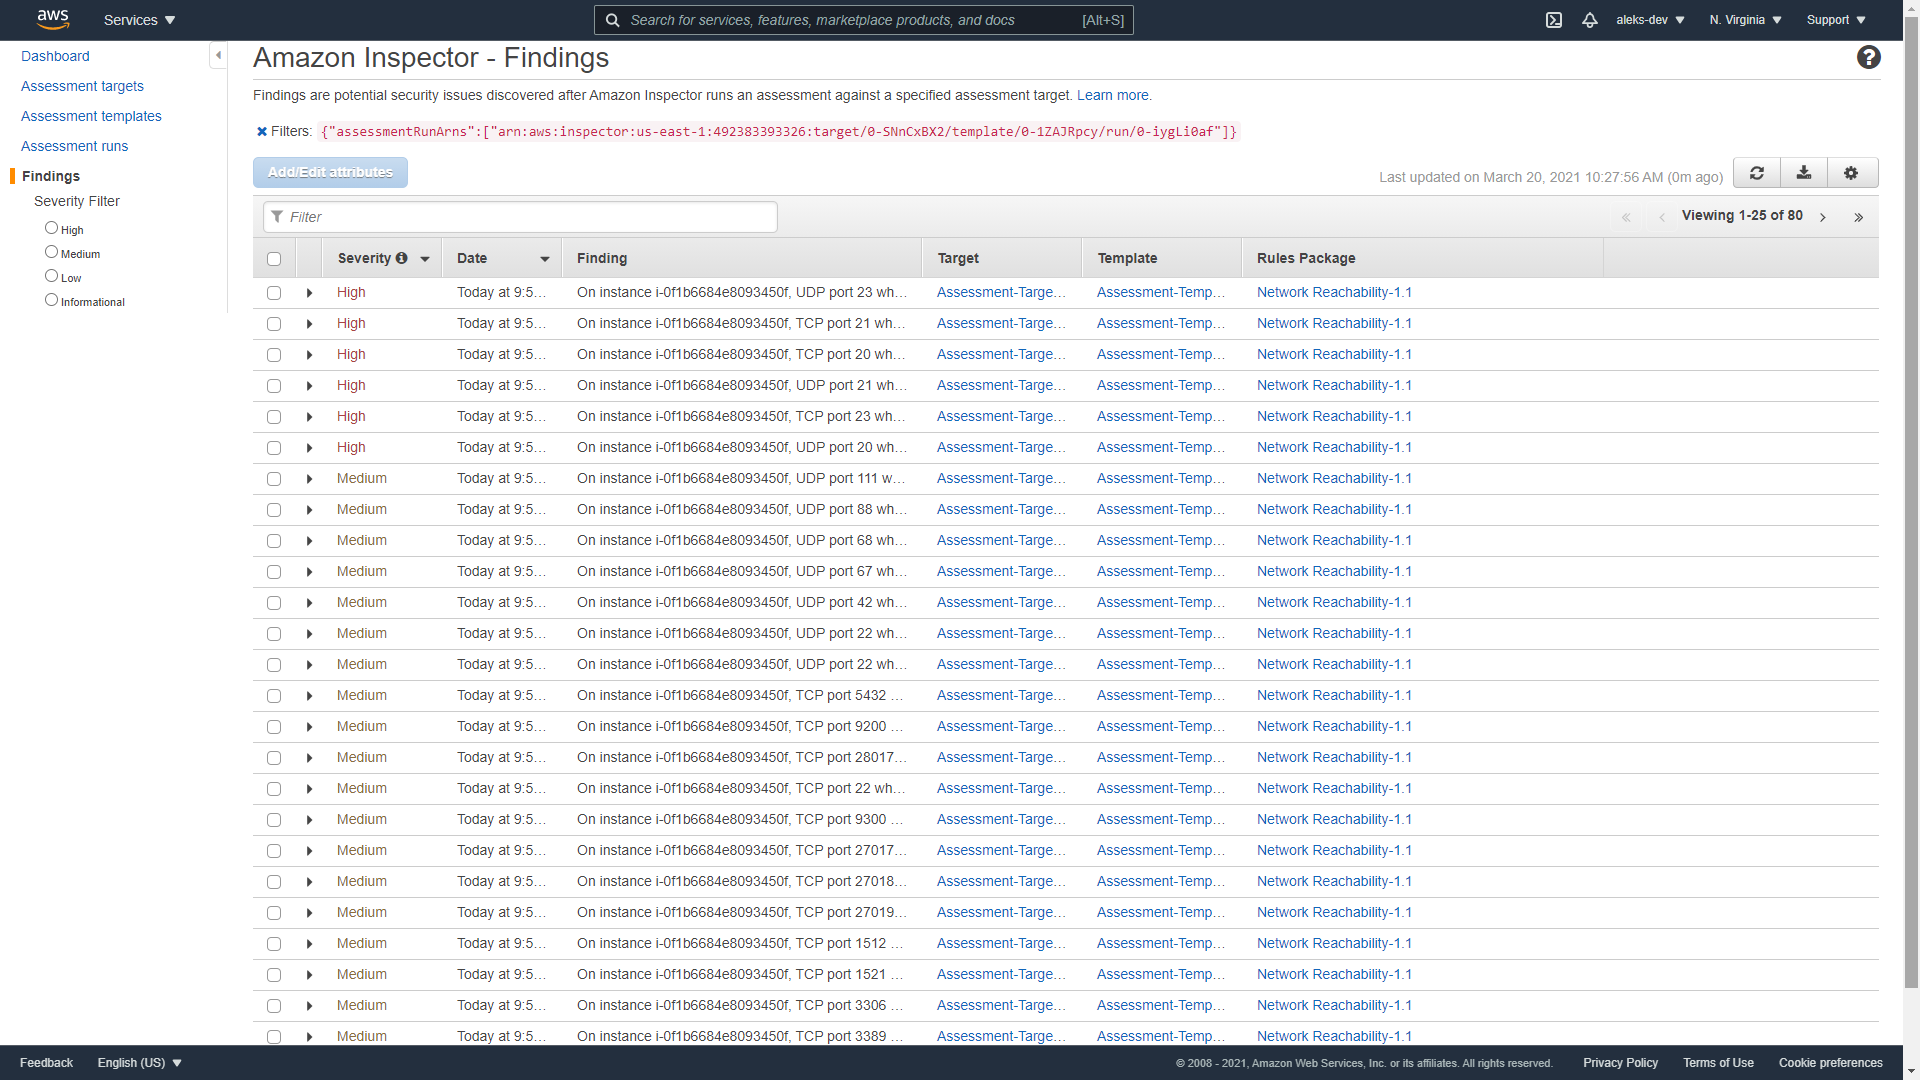 aws Services Search for services, features, marketplace products, and docs [Alt+S] aleks-dev N. Virginia Support
Dashboard
Assessment targets
Assessment templates
Assessment runs
Findings
Severity Filter
High
Medium
Low
Informational
Amazon Inspector - Findings
Findings are potential security issues discovered after Amazon Inspector runs an assessment against a specified assessment target. Learn more.
Filters: {"assessmentRunArns":["arn:aws:inspector:us-east-1:492383393326:target/0-SNnCxBX2/template/0-1ZAJRpcy/run/0-iygLi0af"]}
Add/Edit attributes Last updated on March 20, 2021 10:27:56 AM (0m ago)
Filter Viewing 1-25 of 80
Severity Date Finding Target Template Rules Package
High Today at 9:5... On instance i-0f1b6684e8093450f, UDP port 23 wh... Assessment-Targe... Assessment-Temp... Network Reachability-1.1
High Today at 9:5... On instance i-0f1b6684e8093450f, TCP port 21 wh... Assessment-Targe... Assessment-Temp... Network Reachability-1.1
High Today at 9:5... On instance i-0f1b6684e8093450f, TCP port 20 wh... Assessment-Targe... Assessment-Temp... Network Reachability-1.1
High Today at 9:5... On instance i-0f1b6684e8093450f, UDP port 21 wh... Assessment-Targe... Assessment-Temp... Network Reachability-1.1
High Today at 9:5... On instance i-0f1b6684e8093450f, TCP port 23 wh... Assessment-Targe... Assessment-Temp... Network Reachability-1.1
High Today at 9:5... On instance i-0f1b6684e8093450f, UDP port 20 wh... Assessment-Targe... Assessment-Temp... Network Reachability-1.1
Medium Today at 9:5... On instance i-0f1b6684e8093450f, UDP port 111 w... Assessment-Targe... Assessment-Temp... Network Reachability-1.1
Medium Today at 9:5... On instance i-0f1b6684e8093450f, UDP port 88 wh... Assessment-Targe... Assessment-Temp... Network Reachability-1.1
Medium Today at 9:5... On instance i-0f1b6684e8093450f, UDP port 68 wh... Assessment-Targe... Assessment-Temp... Network Reachability-1.1
Medium Today at 9:5... On instance i-0f1b6684e8093450f, UDP port 67 wh... Assessment-Targe... Assessment-Temp... Network Reachability-1.1
Medium Today at 9:5... On instance i-0f1b6684e8093450f, UDP port 42 wh... Assessment-Targe... Assessment-Temp... Network Reachability-1.1
Medium Today at 9:5... On instance i-0f1b6684e8093450f, UDP port 22 wh... Assessment-Targe... Assessment-Temp... Network Reachability-1.1
Medium Today at 9:5... On instance i-0f1b6684e8093450f, UDP port 22 wh... Assessment-Targe... Assessment-Temp... Network Reachability-1.1
Medium Today at 9:5... On instance i-0f1b6684e8093450f, TCP port 5432 ... Assessment-Targe... Assessment-Temp... Network Reachability-1.1
Medium Today at 9:5... On instance i-0f1b6684e8093450f, TCP port 9200 ... Assessment-Targe... Assessment-Temp... Network Reachability-1.1
Medium Today at 9:5... On instance i-0f1b6684e8093450f, TCP port 28017... Assessment-Targe... Assessment-Temp... Network Reachability-1.1
Medium Today at 9:5... On instance i-0f1b6684e8093450f, TCP port 22 wh... Assessment-Targe... Assessment-Temp... Network Reachability-1.1
Medium Today at 9:5... On instance i-0f1b6684e8093450f, TCP port 9300 ... Assessment-Targe... Assessment-Temp... Network Reachability-1.1
Medium Today at 9:5... On instance i-0f1b6684e8093450f, TCP port 27017... Assessment-Targe... Assessment-Temp... Network Reachability-1.1
Medium Today at 9:5... On instance i-0f1b6684e8093450f, TCP port 27018... Assessment-Targe... Assessment-Temp... Network Reachability-1.1
Medium Today at 9:5... On instance i-0f1b6684e8093450f, TCP port 27019... Assessment-Targe... Assessment-Temp... Network Reachability-1.1
Medium Today at 9:5... On instance i-0f1b6684e8093450f, TCP port 1512 ... Assessment-Targe... Assessment-Temp... Network Reachability-1.1
Medium Today at 9:5... On instance i-0f1b6684e8093450f, TCP port 1521 ... Assessment-Targe... Assessment-Temp... Network Reachability-1.1
Medium Today at 9:5... On instance i-0f1b6684e8093450f, TCP port 3306 ... Assessment-Targe... Assessment-Temp... Network Reachability-1.1
Medium Today at 9:5... On instance i-0f1b6684e8093450f, TCP port 3389 ... Assessment-Targe... Assessment-Temp... Network Reachability-1.1
Feedback English (US) © 2008 - 2021, Amazon Web Services, Inc. or its affiliates. All rights reserved. Privacy Policy Terms of Use Cookie preferences